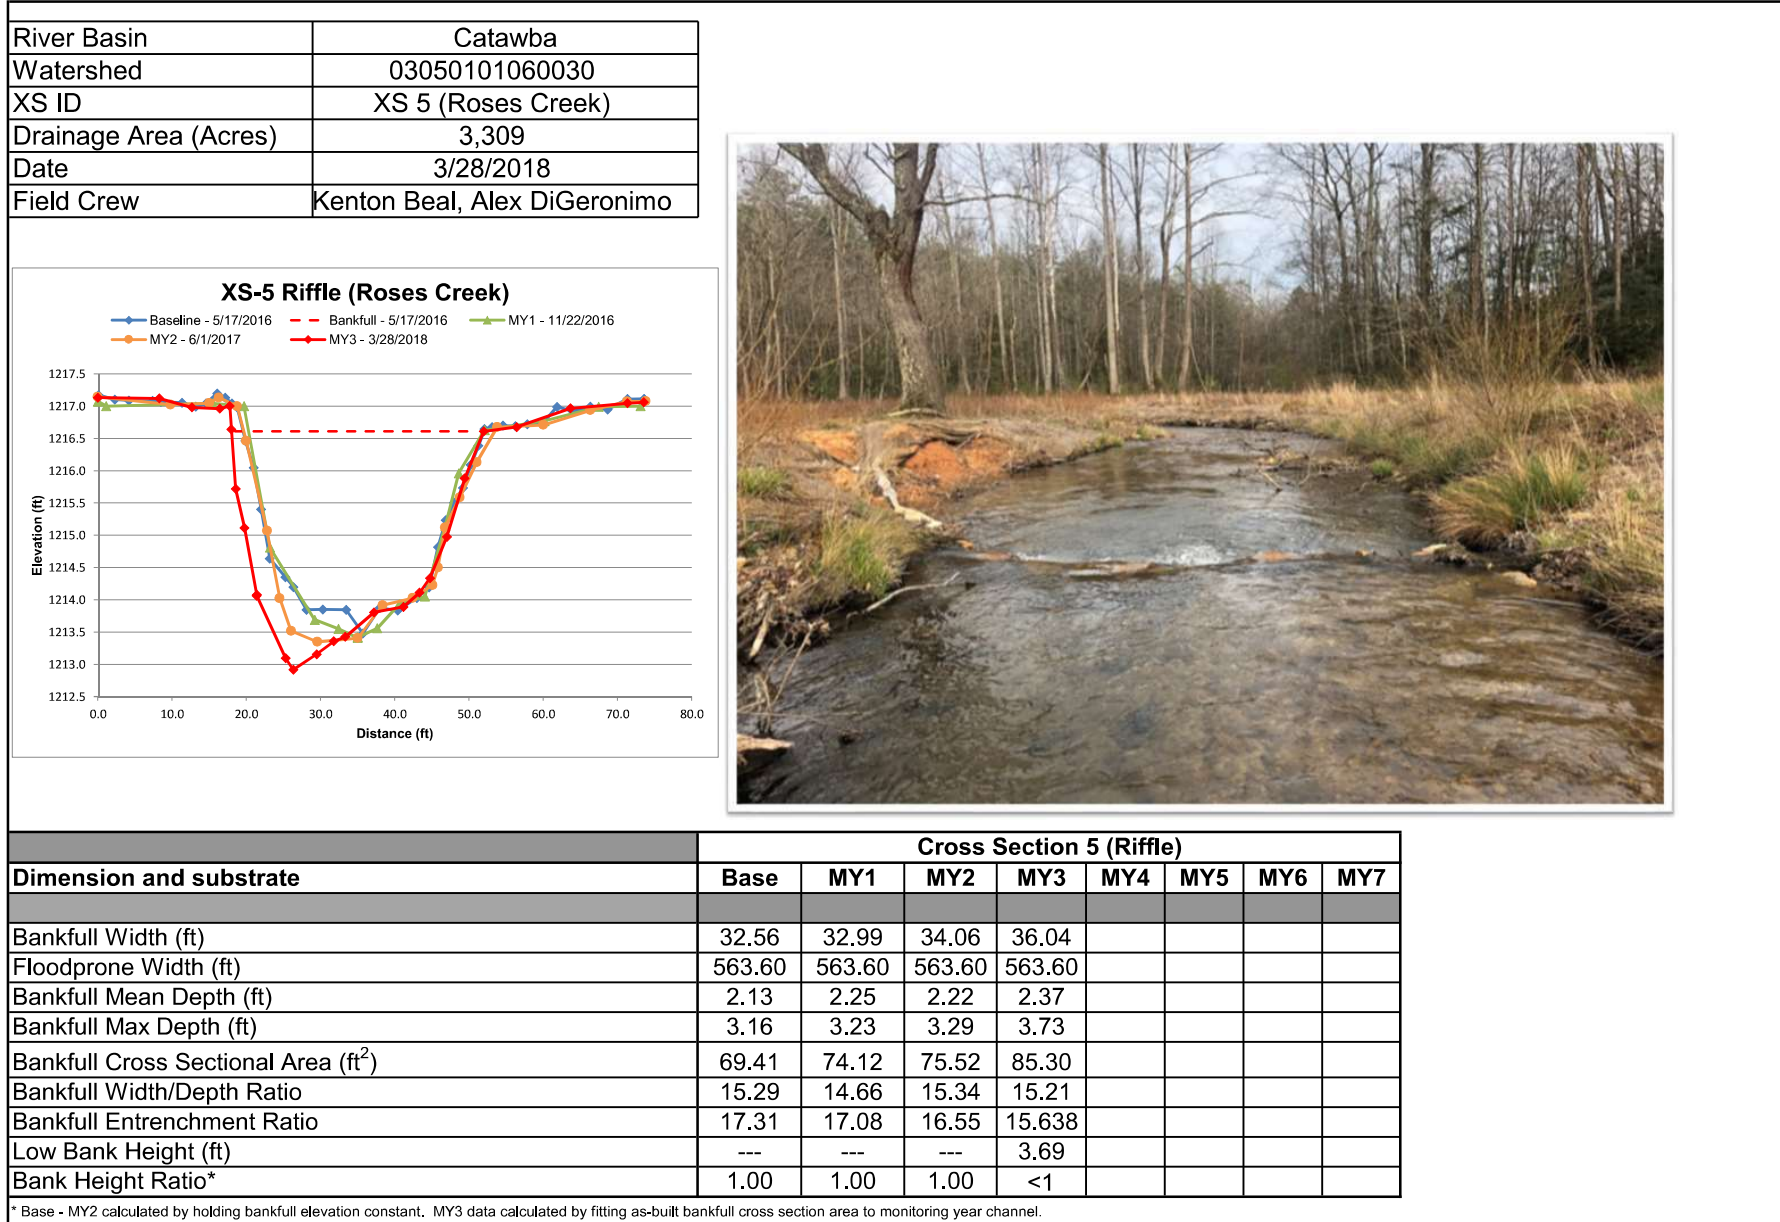 River Basin Catawba
Watershed 03050101060030
XS ID XS 5 (Roses Creek)
Drainage Area (Acres) 3,309
Date 3/28/2018
Field Crew Kenton Beal, Alex DiGeronimo
XS-5 Riffle (Roses Creek)
Baseline - 5/17/2016 Bankfull - 5/17/2016 MY1 - 11/22/2016
MY2 - 6/1/2017 MY3 - 3/28/2018
1217.5
1217.0
1216.5
1216.0
1215.5
1215.0
1214.5
1214.0
1213.5
1213.0
1212.5
Elevation (ft)
0.0 10.0 20.0 30.0 40.0 50.0 60.0 70.0 80.0
Distance (ft)
Cross Section 5 (Riffle)
Dimension and substrate Base MY1 MY2 MY3 MY4 MY5 MY6 MY7
Bankfull Width (ft) 32.56 32.99 34.06 36.04
Floodprone Width (ft) 563.60 563.60 563.60 563.60
Bankfull Mean Depth (ft) 2.13 2.25 2.22 2.37
Bankfull Max Depth (ft) 3.16 3.23 3.29 3.73
Bankfull Cross Sectional Area (ft²) 69.41 74.12 75.52 85.30
Bankfull Width/Depth Ratio 15.29 14.66 15.34 15.21
Bankfull Entrenchment Ratio 17.31 17.08 16.55 15.638
Low Bank Height (ft) --- --- --- 3.69
Bank Height Ratio* 1.00 1.00 1.00 <1
* Base - MY2 calculated by holding bankfull elevation constant. MY3 data calculated by fitting as-built bankfull cross section area to monitoring year channel.